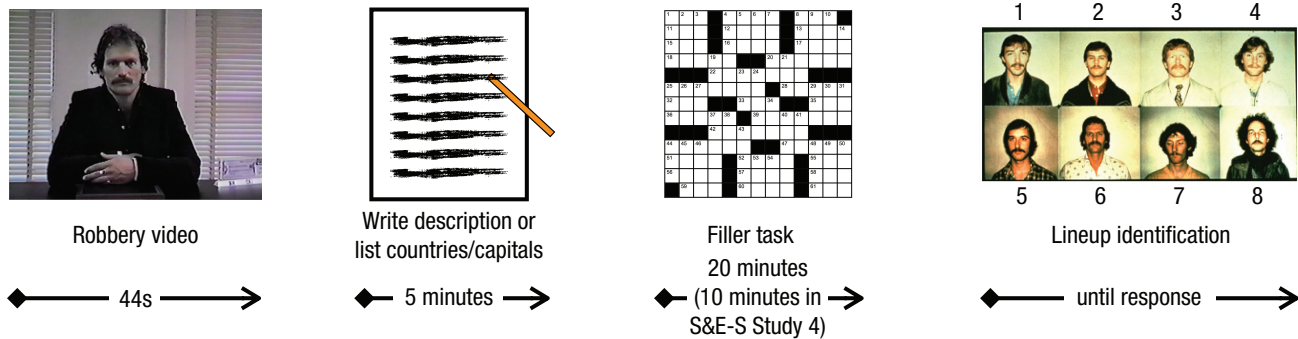 1 2 3 4
5 6 7 8
Robbery video
44s
Write description or
list countries/capitals
5 minutes
Filler task
20 minutes
(10 minutes in
S&E-S Study 4)
Lineup identification
until response